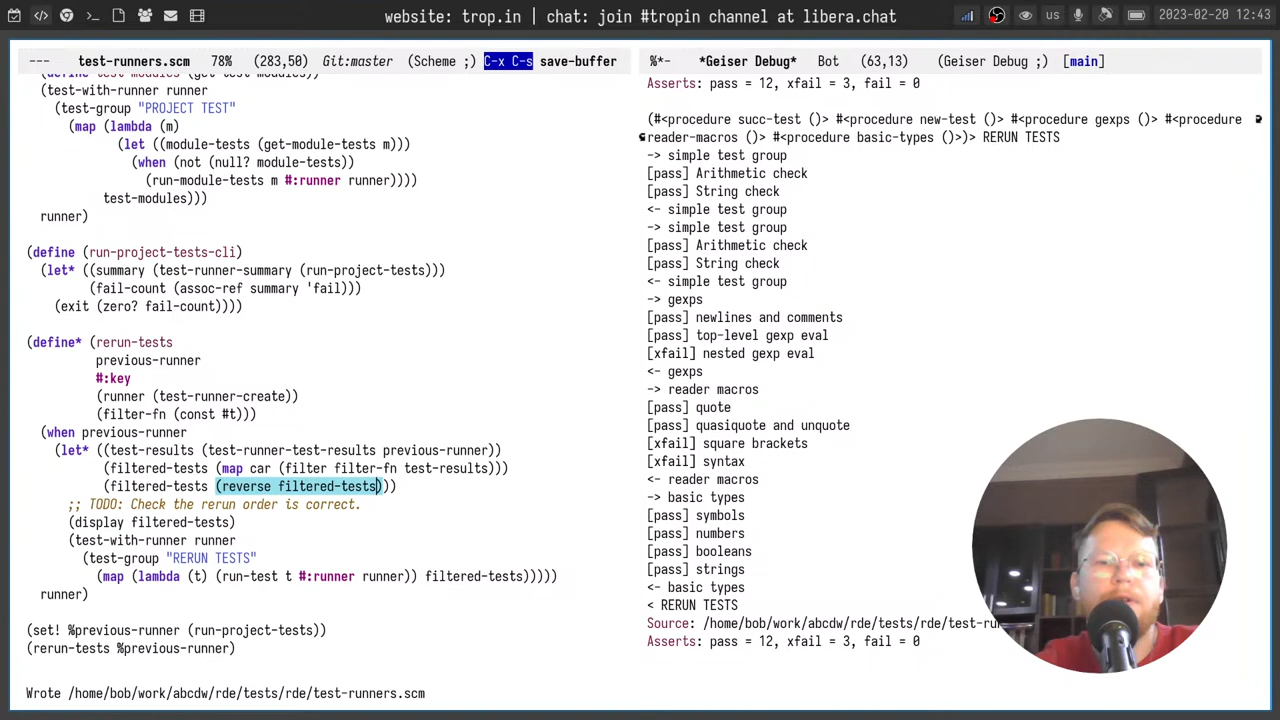 website: trop.in | chat: join #tropin channel at libera.chat
us
2023-02-20 12:43
--- test-runners.scm 78% (283,50) Git:master (Scheme ;) C-x C-s save-buffer
(test-with-runner runner
(test-group "PROJECT TEST"
(map (lambda (m)
(let ((module-tests (get-module-tests m)))
(when (not (null? module-tests))
(run-module-tests m #:runner runner))))
test-modules)))
runner)
(define (run-project-tests-cli)
(let* ((summary (test-runner-summary (run-project-tests)))
(fail-count (assoc-ref summary 'fail)))
(exit (zero? fail-count))))
(define* (rerun-tests
previous-runner
#:key
(runner (test-runner-create))
(filter-fn (const #t)))
(when previous-runner
(let* ((test-results (test-runner-test-results previous-runner))
(filtered-tests (map car (filter filter-fn test-results)))
(filtered-tests (reverse filtered-tests)))
;; TODO: Check the rerun order is correct.
(display filtered-tests)
(test-with-runner runner
(test-group "RERUN TESTS"
(map (lambda (t) (run-test t #:runner runner)) filtered-tests)))))
runner)
(set! %previous-runner (run-project-tests))
(rerun-tests %previous-runner)
Wrote /home/bob/work/abcdw/rde/tests/rde/test-runners.scm
%*- *Geiser Debug* Bot (63,13) (Geiser Debug ;) [main]
Asserts: pass = 12, xfail = 3, fail = 0
(#<procedure succ-test ()> #<procedure new-test ()> #<procedure gexps ()> #<procedure
reader-macros ()> #<procedure basic-types ()>)> RERUN TESTS
-> simple test group
[pass] Arithmetic check
[pass] String check
<- simple test group
-> simple test group
[pass] Arithmetic check
[pass] String check
<- simple test group
-> gexps
[pass] newlines and comments
[pass] top-level gexp eval
[xfail] nested gexp eval
<- gexps
-> reader macros
[pass] quote
[pass] quasiquote and unquote
[xfail] square brackets
[xfail] syntax
<- reader macros
-> basic types
[pass] symbols
[pass] numbers
[pass] booleans
[pass] strings
<- basic types
< RERUN TESTS
Source: /home/bob/work/abcdw/rde/tests/rde/test-ru
Asserts: pass = 12, xfail = 3, fail = 0